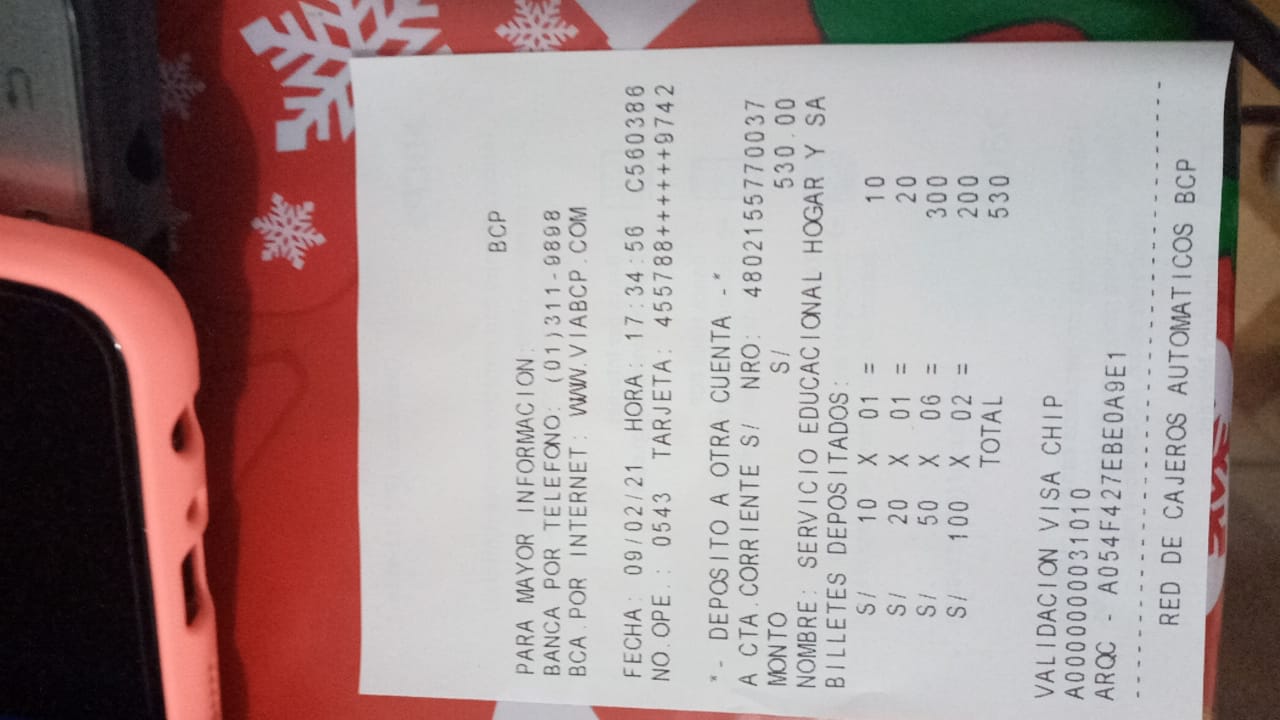 BCP
PARA MAYOR INFORMACION:
BANCA POR TELEFONO: (01)311-9898
BCA POR INTERNET: WWW.VIABCP.COM
FECHA: 09/02/21 HORA: 17:34:56 C560386
NO.OPE.: 0543 TARJETA: 455788++++++9742
*- DEPOSITO A OTRA CUENTA -*
A CTA.CORRIENTE S/ NRO: 4802155770037
MONTO S/ 530.00
NOMBRE: SERVICIO EDUCACIONAL HOGAR Y SA
BILLETES DEPOSITADOS:
S/ 10 X 01 = 10
S/ 20 X 01 = 20
S/ 50 X 06 = 300
S/ 100 X 02 = 200
TOTAL 530
VALIDACION VISA CHIP
A0000000031010
ARQC - A054F427EBE0A9E1
RED DE CAJEROS AUTOMATICOS BCP